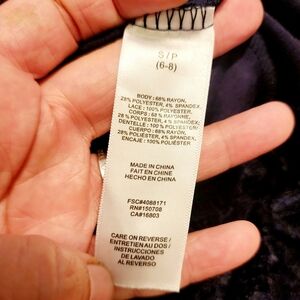 S/P
(6-8)
BODY: 68% RAYON,
28% POLYESTER, 4% SPANDEX,
LACE: 100% POLYESTER
CORPS: 68% RAYONNE,
28% POLYESTER, 4% SPANDEX/
DENTELLE: 100% POLYESTER/
CUERPO: 68% RAYÓN,
28% POLIÉSTER, 4% SPANDEX
ENCAJE: 100% POLIÉSTER
MADE IN CHINA
FAIT EN CHINE
HECHO EN CHINA
FSC#4088171
RN#150708
CA#16803
CARE ON REVERSE/
ENTRETIEN AU DOS/
INSTRUCCIONES
DE LAVADO
AL REVERSO